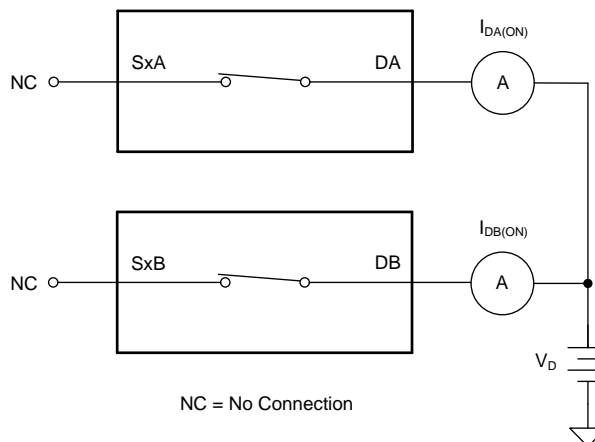 I_DA(ON)
SxA DA
NC A
I_DB(ON)
SxB DB
NC A
V_D
NC = No Connection